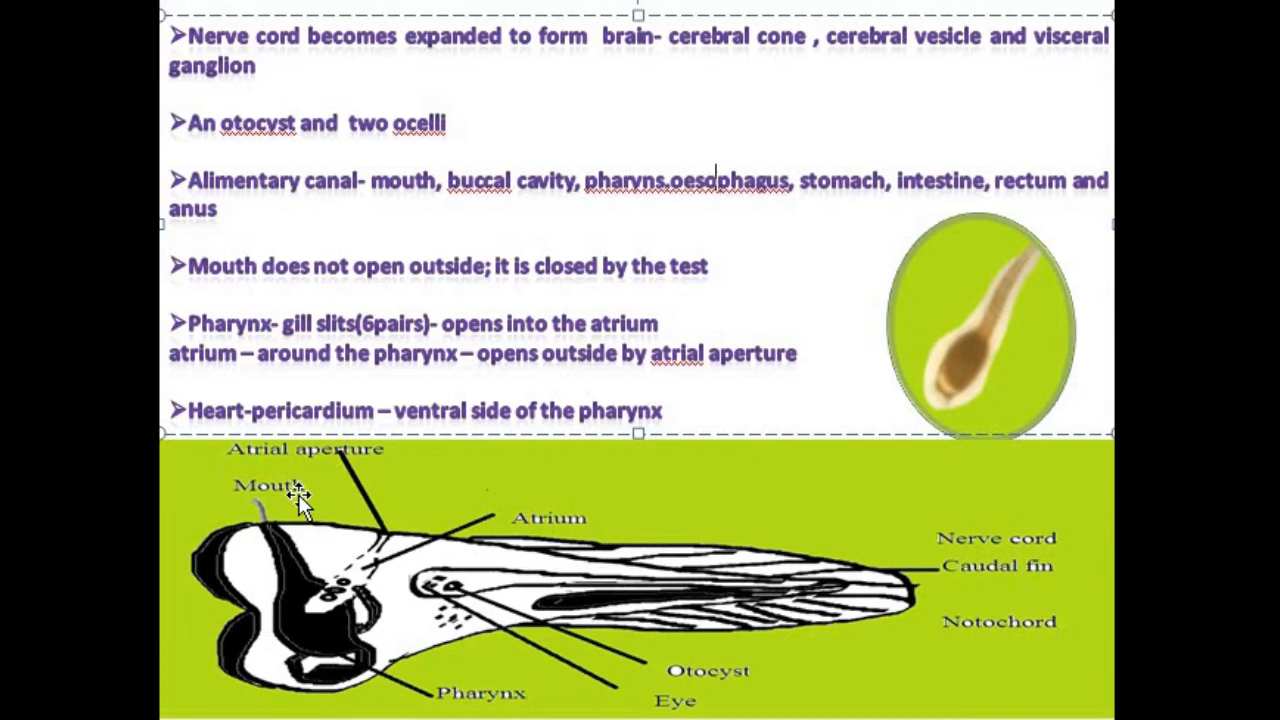 ➢Nerve cord becomes expanded to form brain- cerebral cone , cerebral vesicle and visceral
ganglion
➢An otocyst and two ocelli
➢Alimentary canal- mouth, buccal cavity, pharyns.oesophagus, stomach, intestine, rectum and
anus
➢Mouth does not open outside; it is closed by the test
➢Pharynx- gill slits(6pairs)- opens into the atrium
atrium – around the pharynx – opens outside by atrial aperture
➢Heart-pericardium – ventral side of the pharynx
Atrial aperture
Mouth
Atrium
Nerve cord
Caudal fin
Notochord
Otocyst
Pharynx
Eye